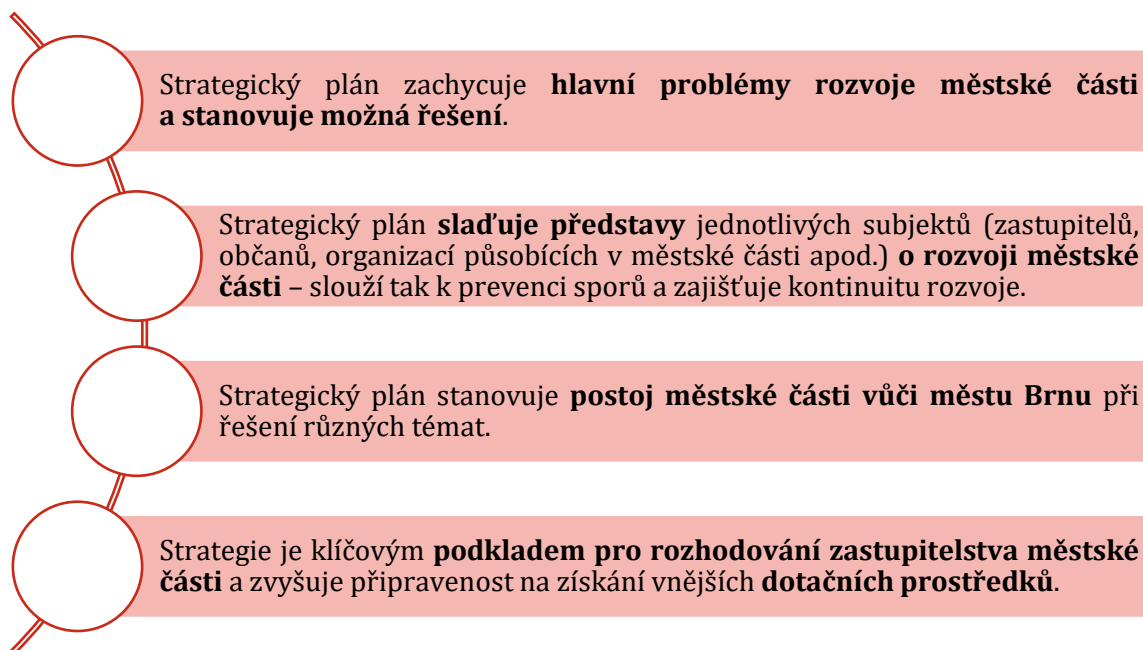 Strategický plán zachycuje hlavní problémy rozvoje městské části
a stanovuje možná řešení.
Strategický plán slaďuje představy jednotlivých subjektů (zastupitelů,
občanů, organizací působících v městské části apod.) o rozvoji městské
části – slouží tak k prevenci sporů a zajišťuje kontinuitu rozvoje.
Strategický plán stanovuje postoj městské části vůči městu Brnu při
řešení různých témat.
Strategie je klíčovým podkladem pro rozhodování zastupitelstva městské
části a zvyšuje připravenost na získání vnějších dotačních prostředků.